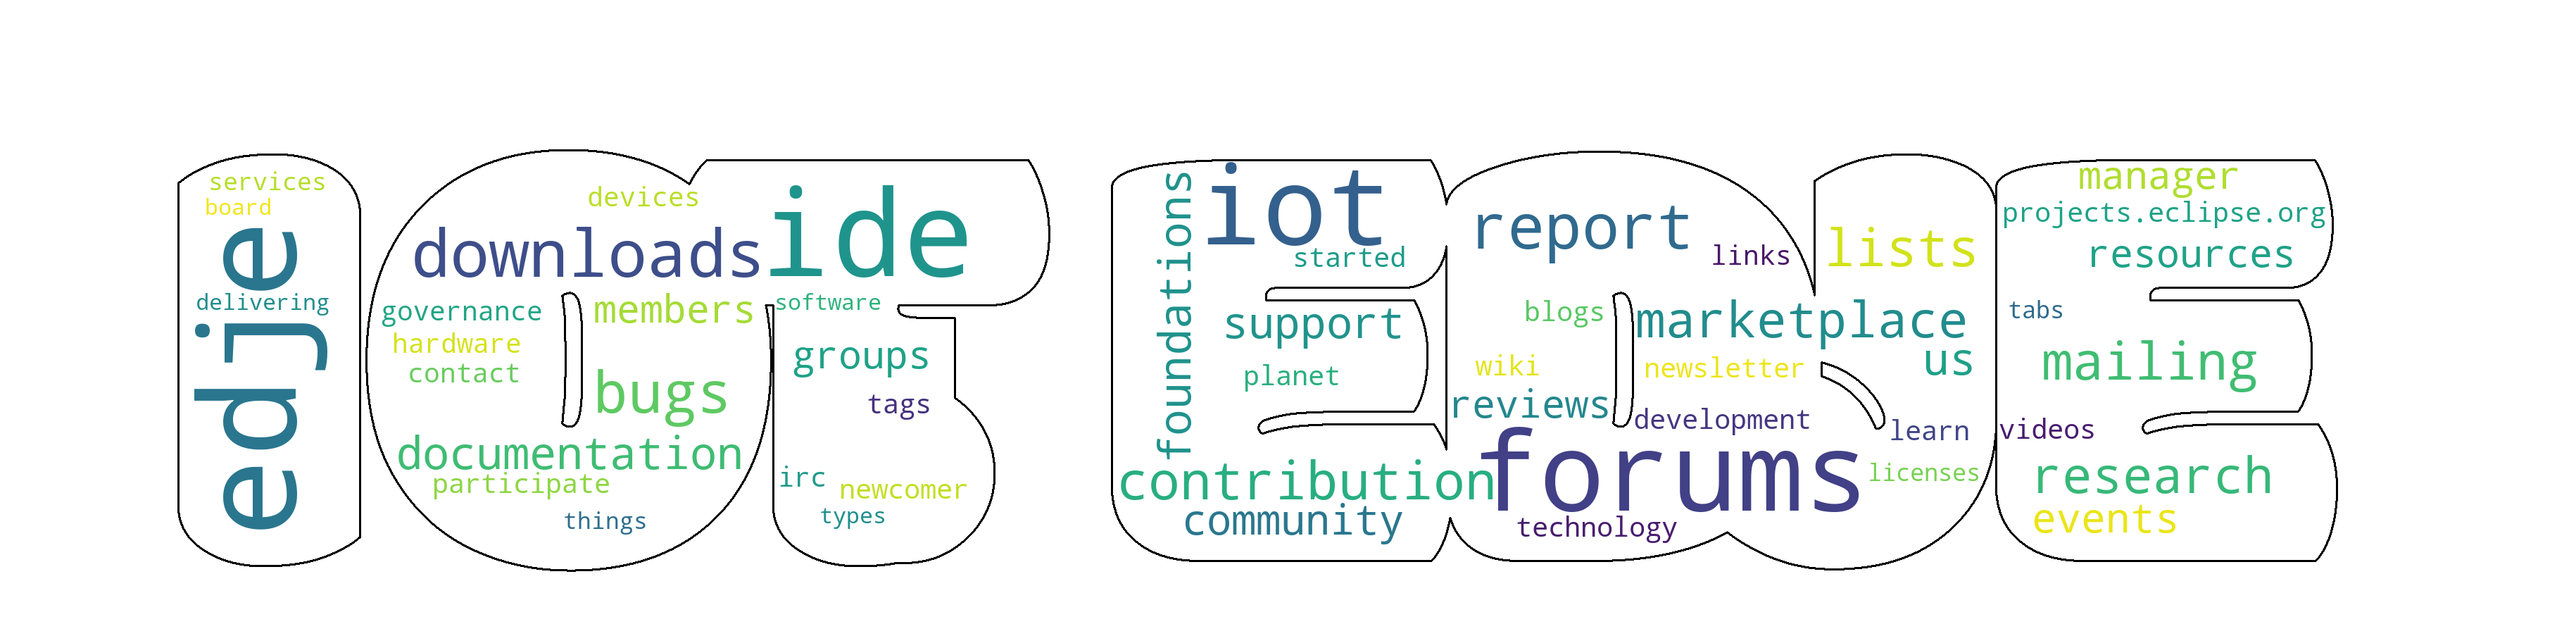 services
board
edje
delivering
devices
downloads
ide
governance
members
software
hardware
contact
bugs
groups
tags
documentation
participate
things
irc
newcomer
types
foundations
iot
started
support
planet
contribution
community
report
links
lists
blogs
marketplace
us
wiki
newsletter
reviews
development
learn
forums
licenses
technology
manager
projects.eclipse.org
resources
tabs
mailing
videos
research
events